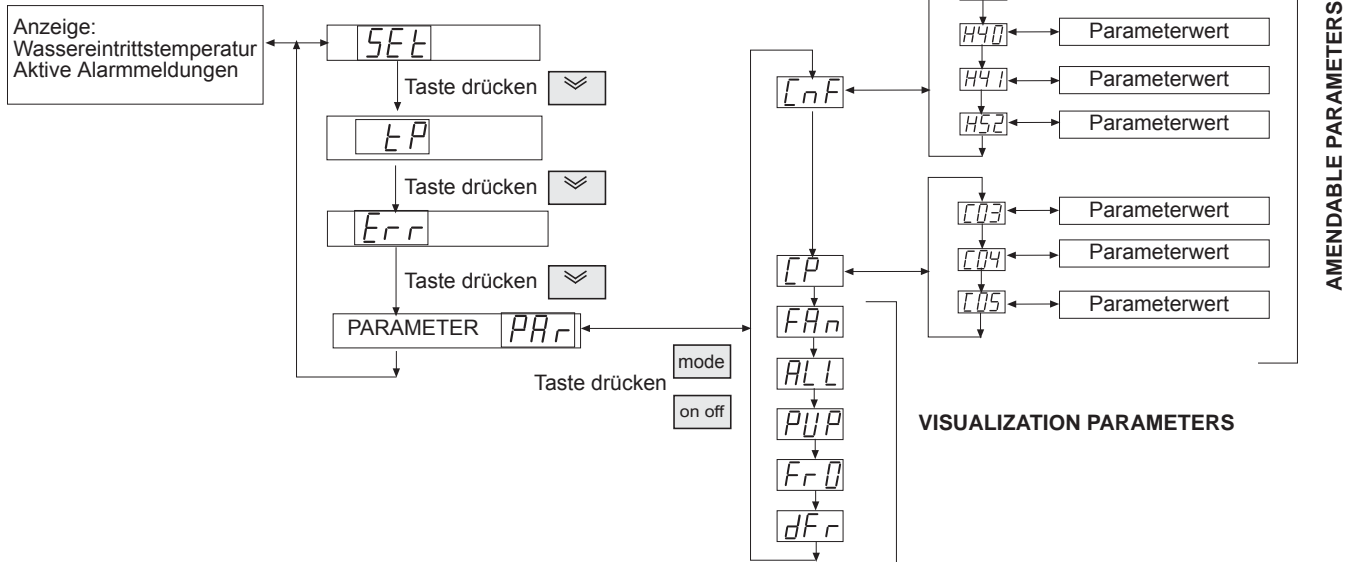 Anzeige:
Wassereintrittstemperatur
Aktive Alarmmeldungen
SEt
Taste drücken
tP
Taste drücken
Err
Taste drücken
PARAMETER PAr
Taste drücken
mode
on off
CnF
CP
FAn
ALL
PUP
Fr0
dFr
H40 Parameterwert
H41 Parameterwert
H52 Parameterwert
C03 Parameterwert
C04 Parameterwert
C05 Parameterwert
VISUALIZATION PARAMETERS
AMENDABLE PARAMETERS